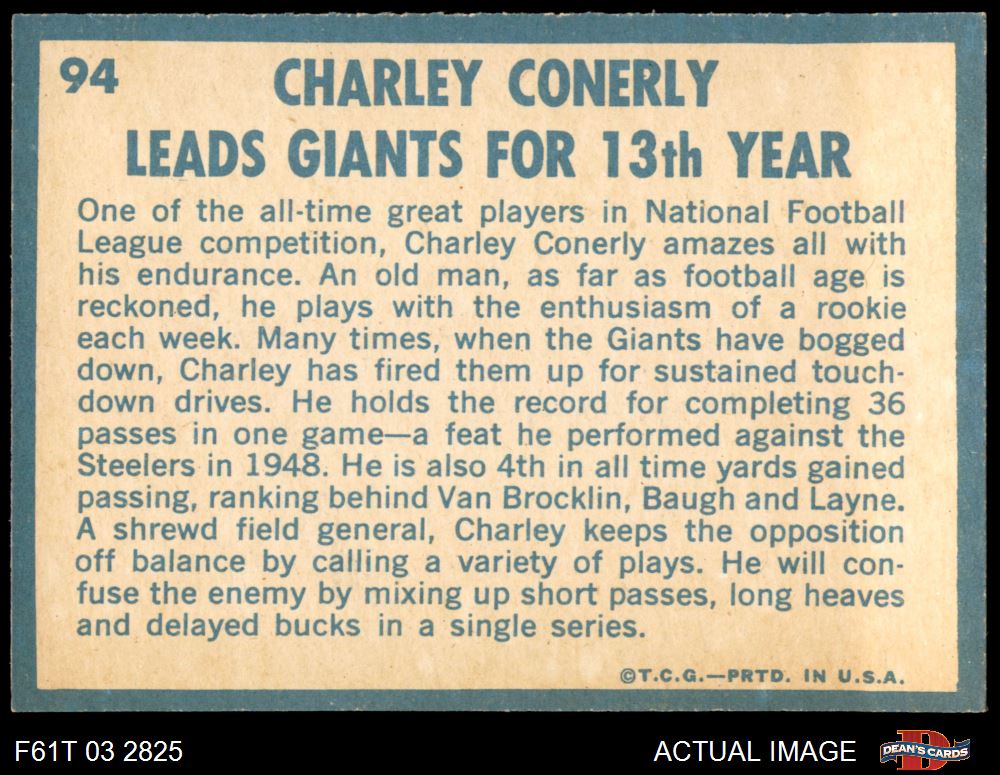 94
CHARLEY CONERLY
LEADS GIANTS FOR 13th YEAR
One of the all-time great players in National Football
League competition, Charley Conerly amazes all with
his endurance. An old man, as far as football age is
reckoned, he plays with the enthusiasm of a rookie
each week. Many times, when the Giants have bogged
down, Charley has fired them up for sustained touch-
down drives. He holds the record for completing 36
passes in one game—a feat he performed against the
Steelers in 1948. He is also 4th in all time yards gained
passing, ranking behind Van Brocklin, Baugh and Layne.
A shrewd field general, Charley keeps the opposition
off balance by calling a variety of plays. He will con-
fuse the enemy by mixing up short passes, long heaves
and delayed bucks in a single series.
©T.C.G.—PRTD. IN U.S.A.
F61T 03 2825
ACTUAL IMAGE
D
DEAN'S CARDS